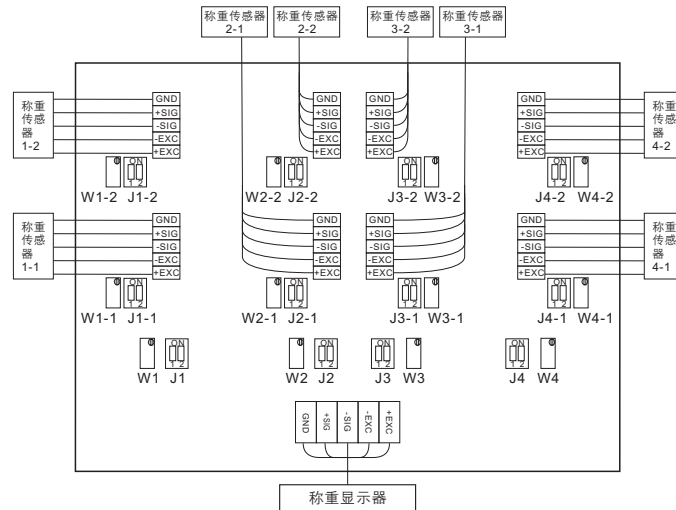 称重传感器
2-1
称重传感器
2-2
称重传感器
3-2
称重传感器
3-1
称重
传感
器
1-2
GND
+SIG
-SIG
-EXC
+EXC
GND
+SIG
-SIG
-EXC
+EXC
GND
+SIG
-SIG
-EXC
+EXC
GND
+SIG
-SIG
-EXC
+EXC
称重
传感
器
4-2
ON
1 2
ON
1 2
ON
1 2
ON
1 2
W1-2 J1-2
W2-2 J2-2
J3-2 W3-2
J4-2 W4-2
称重
传感
器
1-1
GND
+SIG
-SIG
-EXC
+EXC
GND
+SIG
-SIG
-EXC
+EXC
GND
+SIG
-SIG
-EXC
+EXC
GND
+SIG
-SIG
-EXC
+EXC
称重
传感
器
4-1
ON
1 2
ON
1 2
ON
1 2
ON
1 2
W1-1 J1-1
W2-1 J2-1
J3-1 W3-1
J4-1 W4-1
ON
1 2
ON
1 2
ON
1 2
ON
1 2
W1 J1
W2 J2
J3 W3
J4 W4
GND
+SIG
-SIG
-EXC
+EXC
称重显示器